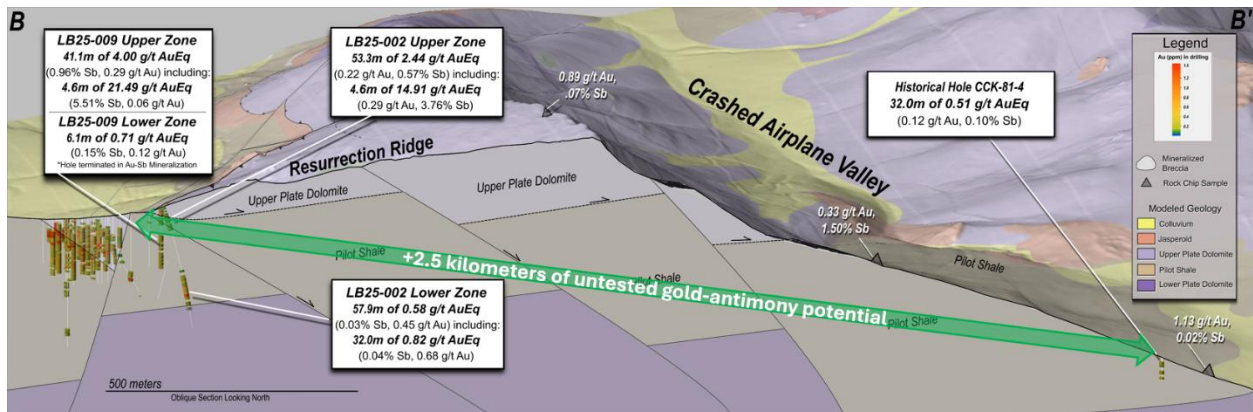 B
B'
LB25-009 Upper Zone
41.1m of 4.00 g/t AuEq
(0.96% Sb, 0.29 g/t Au) including:
4.6m of 21.49 g/t AuEq
(5.51% Sb, 0.06 g/t Au)
LB25-009 Lower Zone
6.1m of 0.71 g/t AuEq
(0.15% Sb, 0.12 g/t Au)
*Hole terminated in Au-Sb Mineralization
LB25-002 Upper Zone
53.3m of 2.44 g/t AuEq
(0.22 g/t Au, 0.57% Sb) including:
4.6m of 14.91 g/t AuEq
(0.29 g/t Au, 3.76% Sb)
0.89 g/t Au,
.07% Sb
Crashed Airplane Valley
Historical Hole CCK-81-4
32.0m of 0.51 g/t AuEq
(0.12 g/t Au, 0.10% Sb)
Legend
Au (ppm) in drilling
Mineralized
Breccia
Rock Chip Sample
Modeled Geology
Colluvium
Jasperoid
Upper Plate Dolomite
Pilot Shale
Lower Plate Dolomite
Resurrection Ridge
Upper Plate Dolomite
Upper Plate Dolomite
0.33 g/t Au,
1.50% Sb
Pilot Shale
Pilot Shale
Pilot Shale
Pilot Shale
+2.5 kilometers of untested gold-antimony potential
LB25-002 Lower Zone
57.9m of 0.58 g/t AuEq
(0.03% Sb, 0.45 g/t Au) including:
32.0m of 0.82 g/t AuEq
(0.04% Sb, 0.68 g/t Au)
1.13 g/t Au,
0.02% Sb
500 meters
Oblique Section Looking North